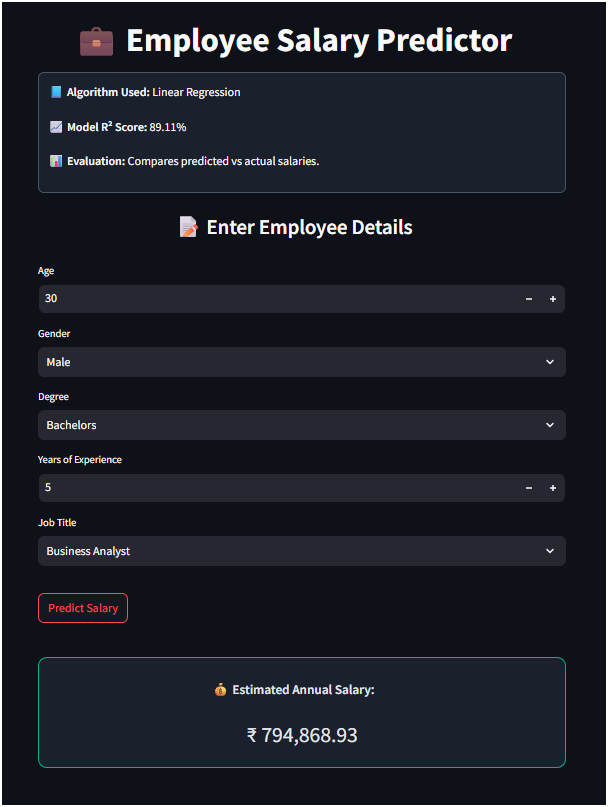 Employee Salary Predictor
Algorithm Used: Linear Regression
Model R² Score: 89.11%
Evaluation: Compares predicted vs actual salaries.
Enter Employee Details
Age
30
Gender
Male
Degree
Bachelors
Years of Experience
5
Job Title
Business Analyst
Predict Salary
Estimated Annual Salary:
₹ 794,868.93